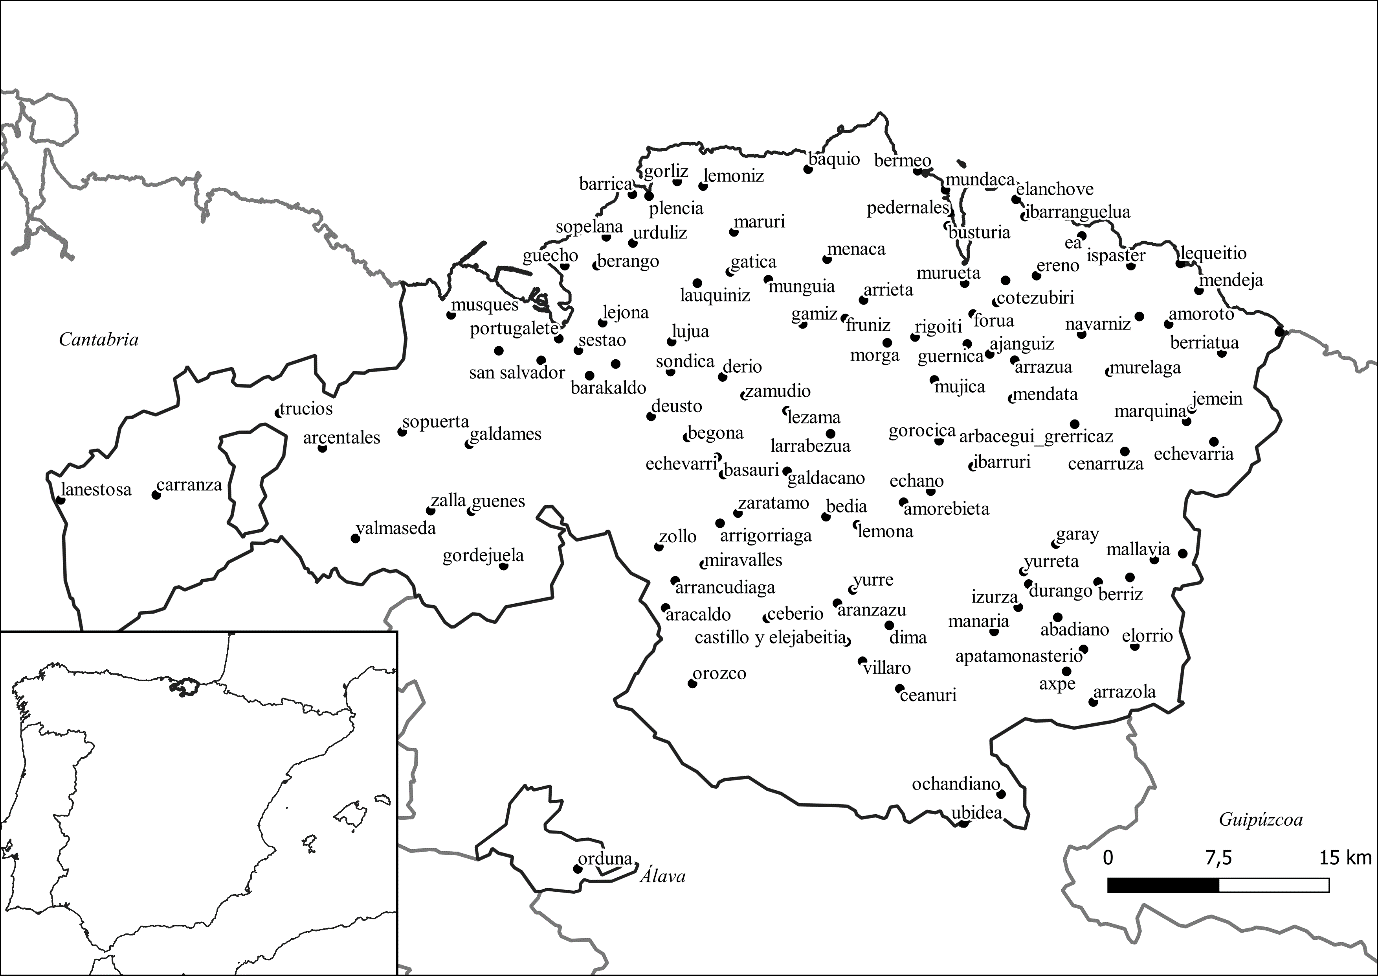 baquio
bermeo
gorliz
lemoniz
barrica
mundaca
elanchove
plencia
pedernales
ibarranguelua
sopelana
urduliz
maruri
busturia
ea
guecho
berango
menaca
ispaster
lequeitio
gatica
murueta
ereno
mendeja
lauquiniz
munguia
arrieta
cotezubiri
musques
lejona
gamiz
fruniz
forua
navarniz
amoroto
portugalete
lujua
rigoiti
Cantabria
sestao
morga
guernica
ajanguiz
berriatua
san salvador
sondica
derio
arrazua
murelaga
barakaldo
zamudio
mujica
mendata
trucios
deusto
lezama
marquina
jemein
sopuerta
arcentales
galdames
begona
larrabezua
gorocica
arbacegui_grerricaz
echevarria
echevarri
basauri
galdacano
ibarruri
cenarruza
lanestosa
carranza
echano
zalla
guenes
zaratamo
bedia
amorebieta
valmaseda
zollo
arrigorriaga
lemona
garay
gordejuela
miravalles
mallavia
yurreta
arrancudiaga
yurre
durango
berriz
izurza
aracaldo
ceberio
aranzazu
manaria
castillo y elejabeitia
dima
abadiano
elorrio
apatamonasterio
orozco
villaro
axpe
ceanuri
arrazola
ochandiano
ubidea
Guipúzcoa
orduna
Álava
0 7,5 15 km